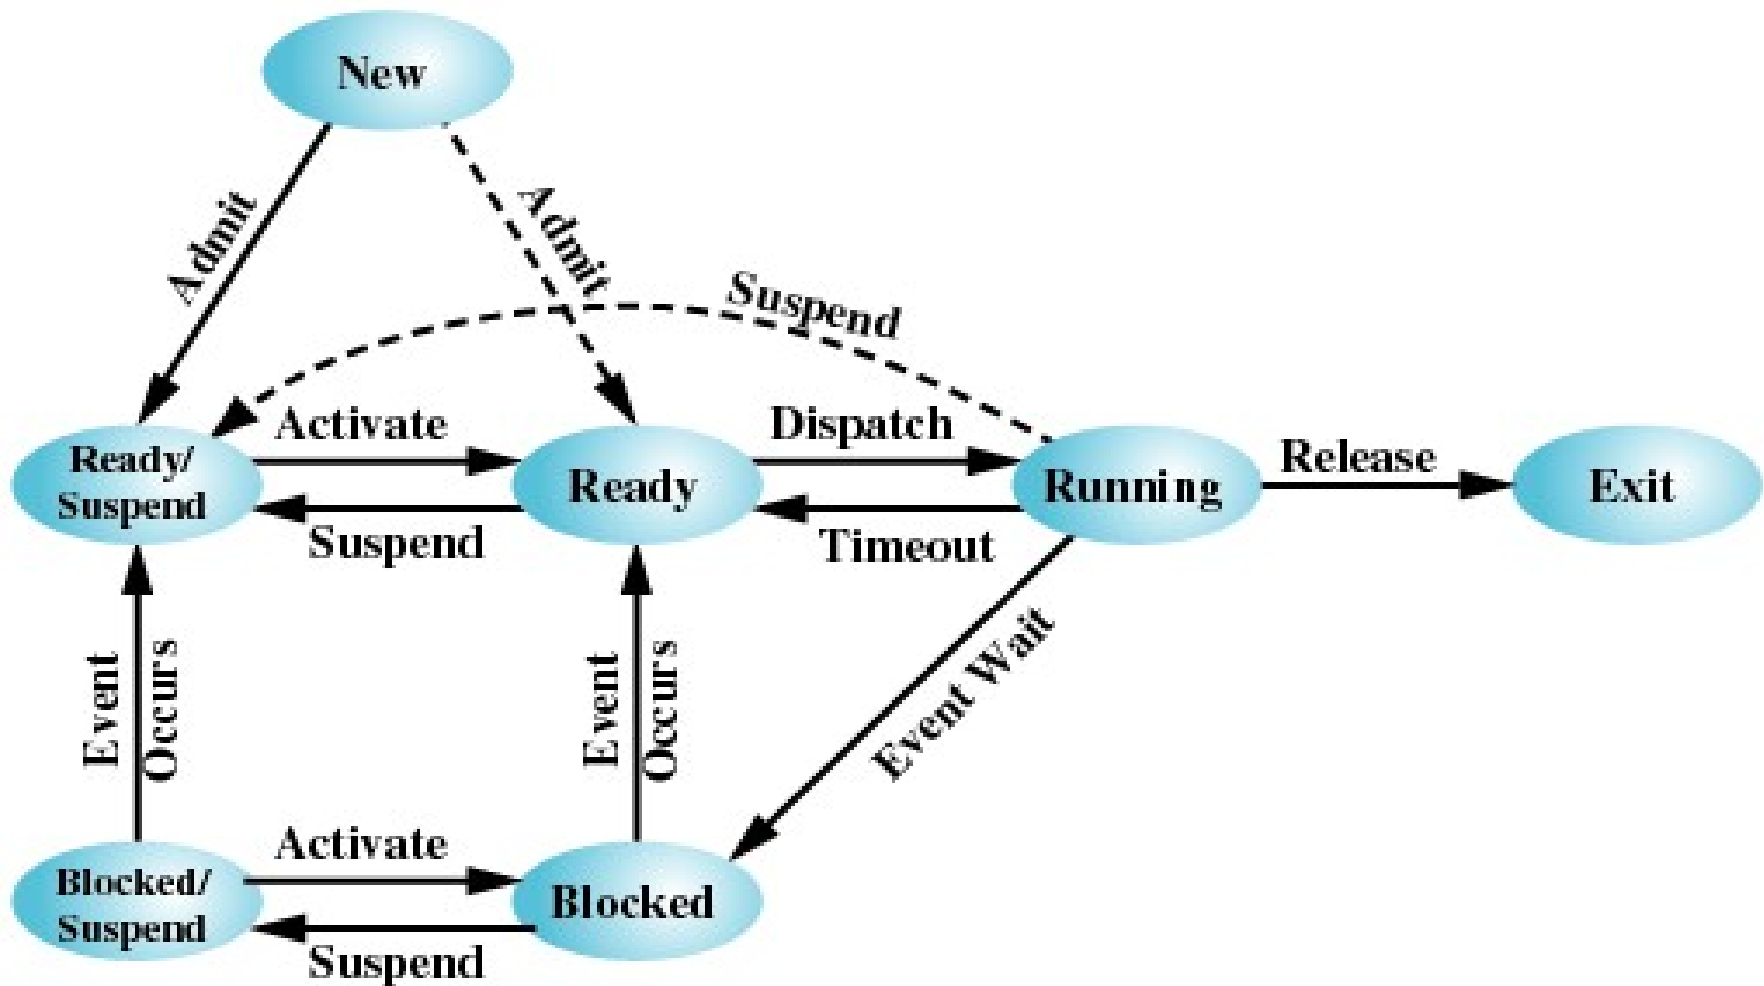 New
Admit
Admit
Suspend
Activate
Dispatch
Release
Ready/
Suspend
Ready
Running
Exit
Suspend
Timeout
Event
Occurs
Event
Occurs
Event Wait
Activate
Blocked/
Suspend
Blocked
Suspend